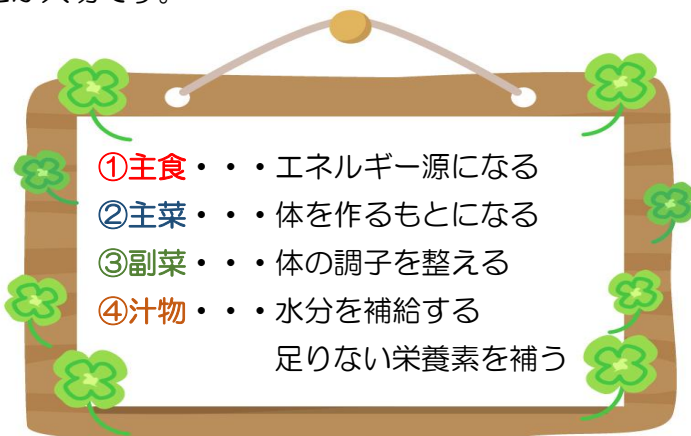 です。
①主食・・・エネルギー源になる
②主菜・・・体を作るもとになる
③副菜・・・体の調子を整える
④汁物・・・水分を補給する
足りない栄養素を補う